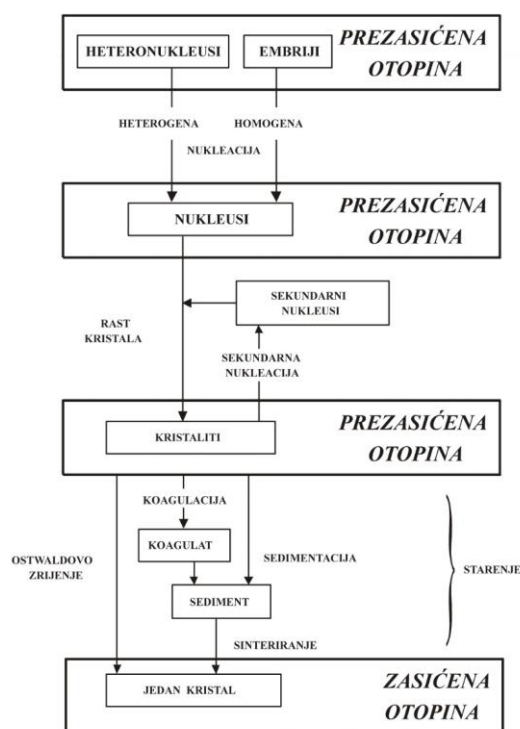 HETERONUKLEUSI
EMBRIJI
PREZASIĆENA
OTOPINA
HETEROGENA
HOMOGENA
NUKLEACIJA
NUKLEUSI
PREZASIĆENA
OTOPINA
SEKUNDARNI
NUKLEUSI
RAST
KRISTALA
SEKUNDARNA
NUKLEACIJA
KRISTALITI
PREZASIĆENA
OTOPINA
KOAGULACIJA
KOAGULAT
OSTWALDOVO
ZRIJENJE
SEDIMENTACIJA
STARENJE
SEDIMENT
SINTERIRANJE
JEDAN KRISTAL
ZASIĆENA
OTOPINA